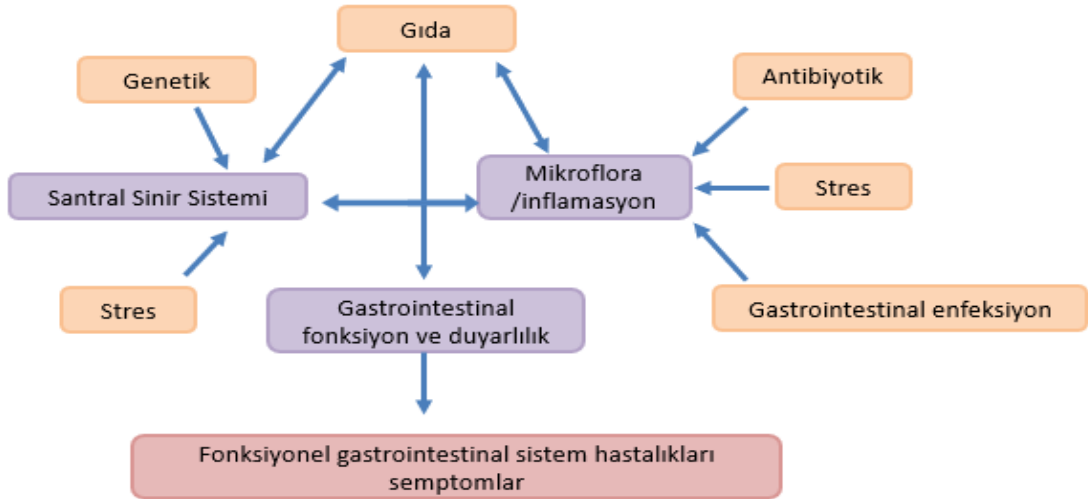 Gıda
Genetik
Antibiyotik
Santral Sinir Sistemi
Mikroflora
/inflamasyon
Stres
Stres
Gastrointestinal
fonksiyon ve duyarlılık
Gastrointestinal enfeksiyon
Fonksiyonel gastrointestinal sistem hastalıkları
semptomlar